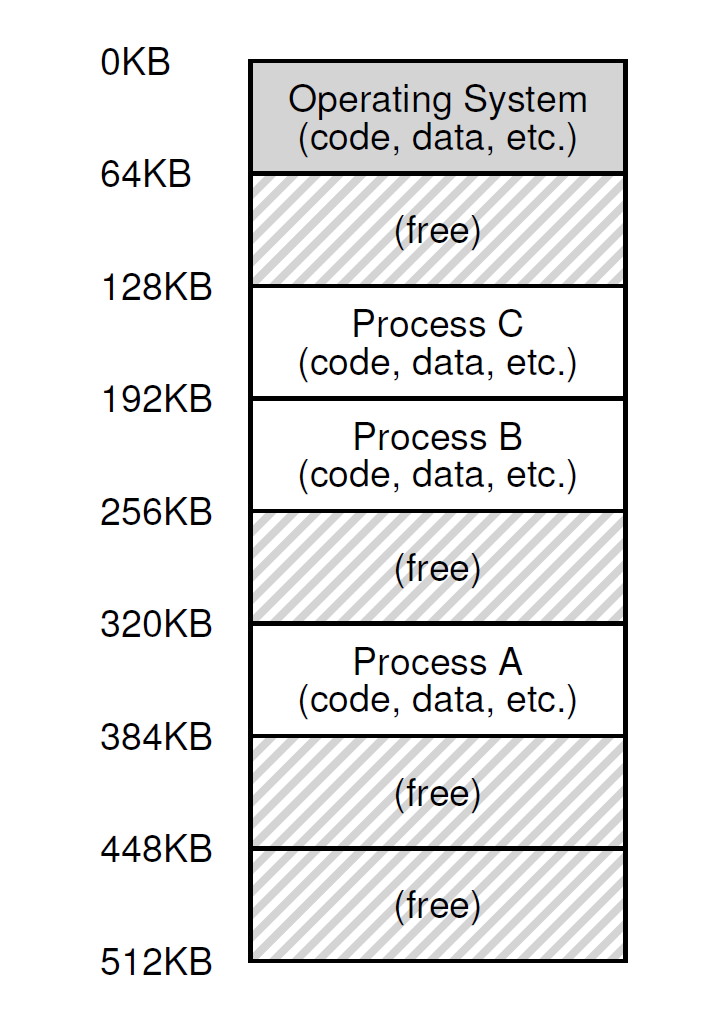 0KB
Operating System
(code, data, etc.)
64KB
(free)
128KB
Process C
(code, data, etc.)
192KB
Process B
(code, data, etc.)
256KB
(free)
320KB
Process A
(code, data, etc.)
384KB
(free)
448KB
(free)
512KB